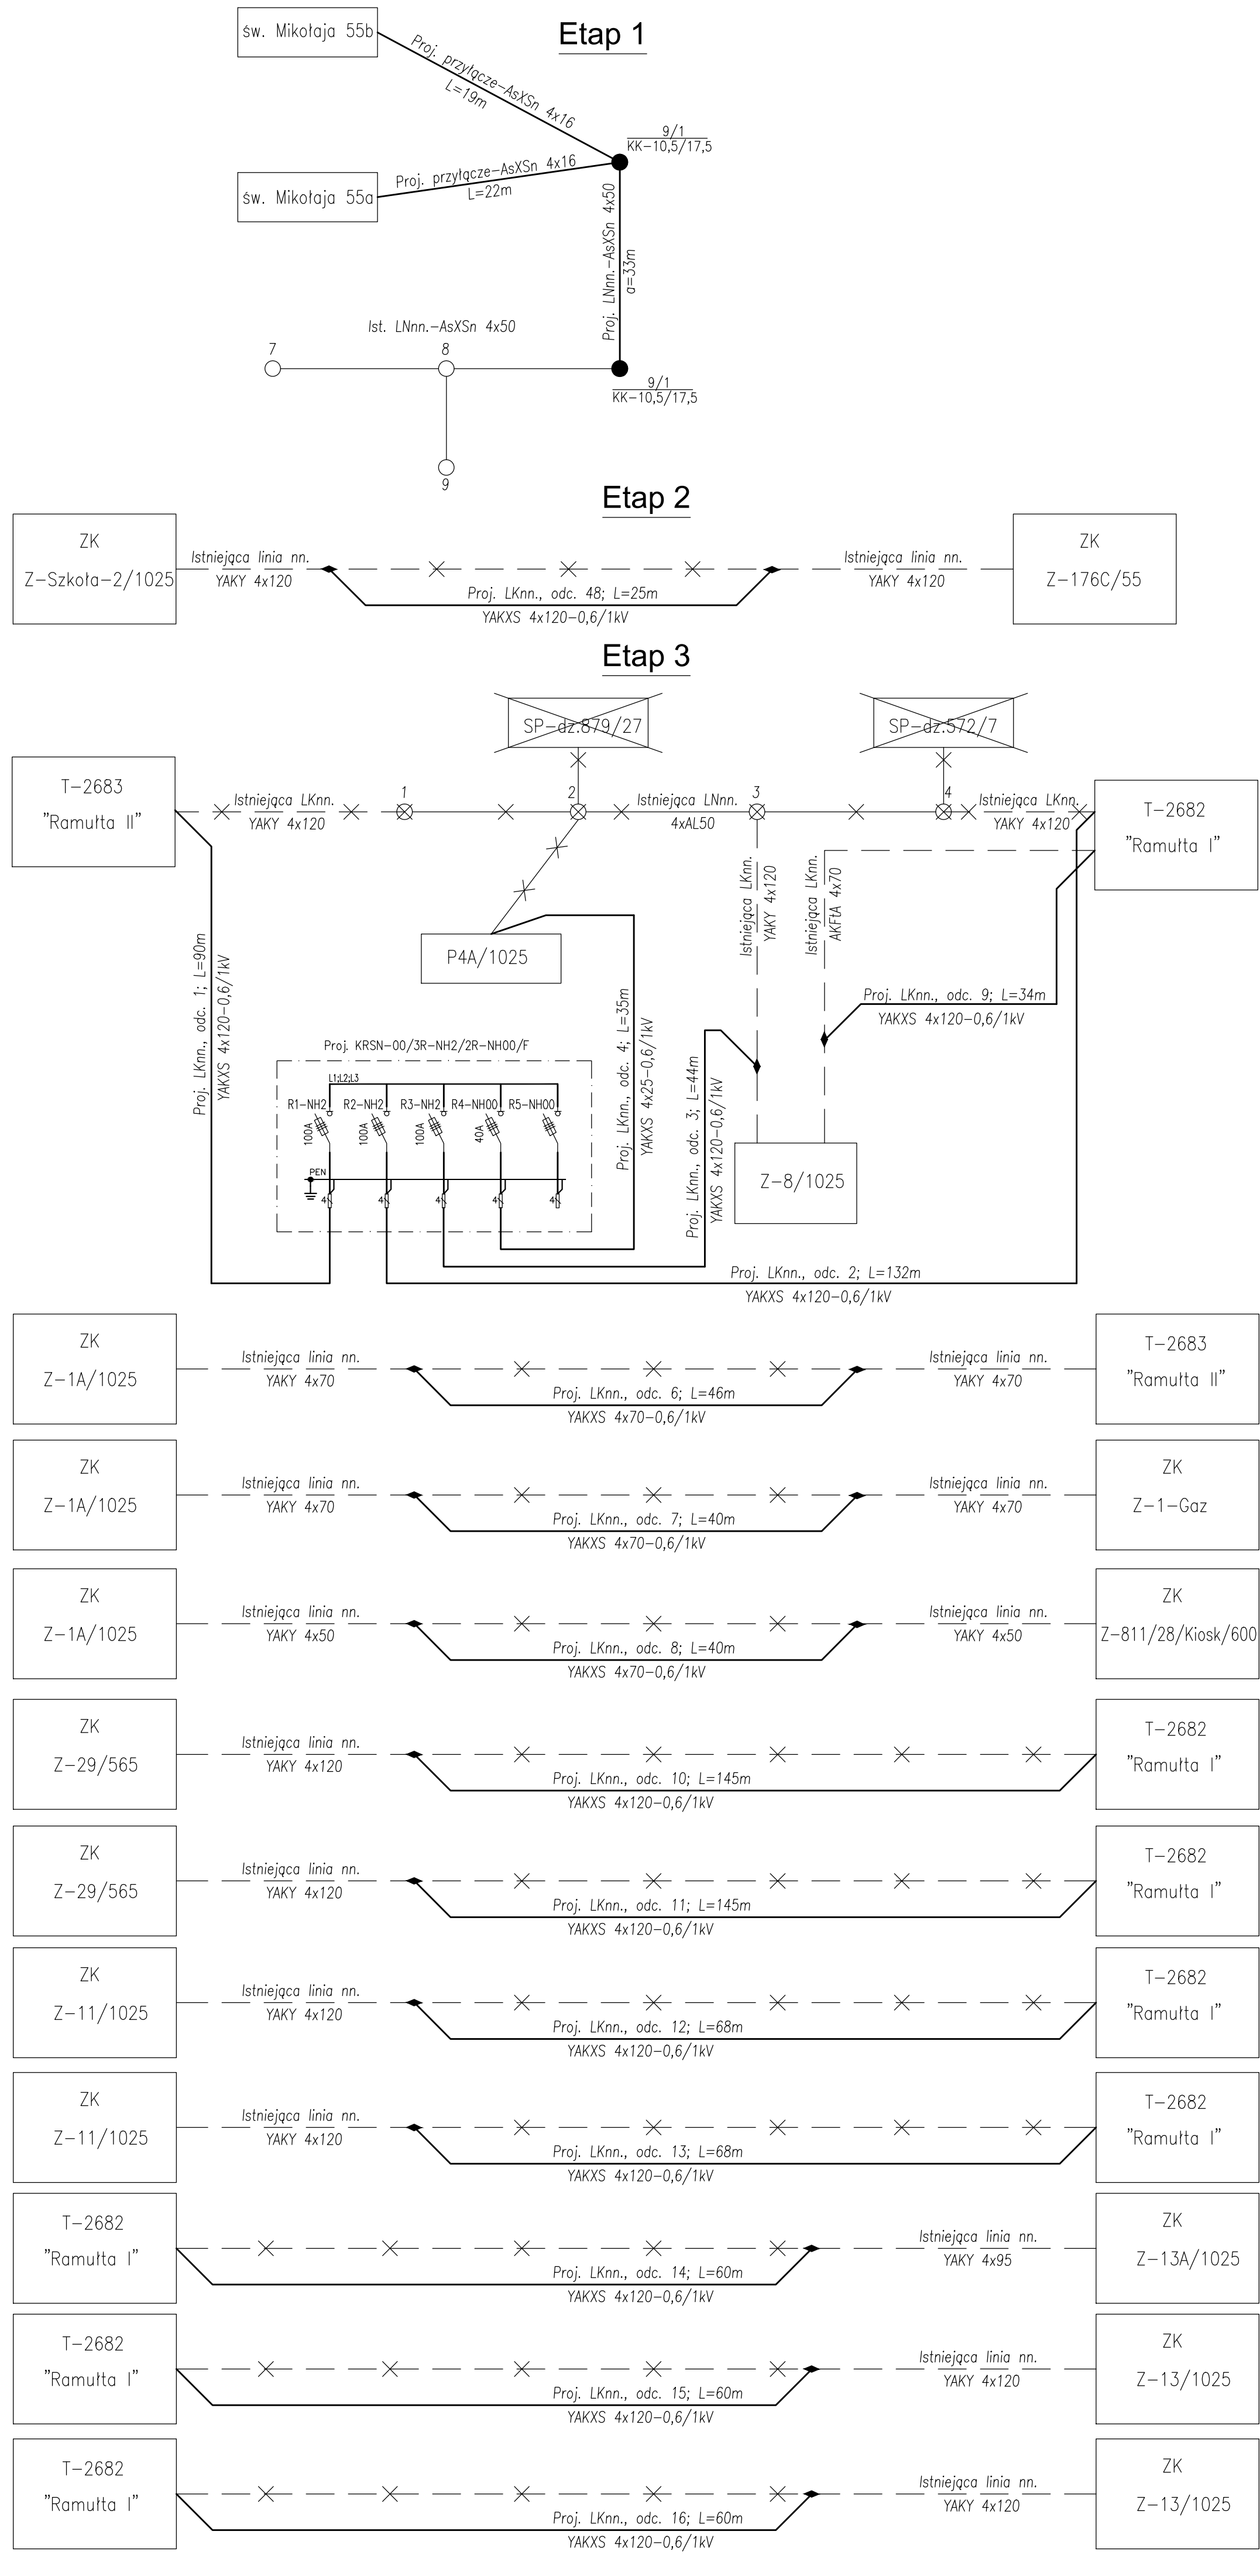 Etap 1
św. Mikołaja 55b
Proj. przyłącze-AsXSn 4x16
L=19m
9/1
KK-10,5/17,5
św. Mikołaja 55a
Proj. przyłącze-AsXSn 4x16
L=22m
Proj. LNnn.-AsXSn 4x50
a=33m
Ist. LNnn.-AsXSn 4x50
7
8
9/1
KK-10,5/17,5
9
Etap 2
ZK
Z-Szkoła-2/1025
Istniejąca linia nn.
YAKY 4x120
Proj. LKnn., odc. 48; L=25m
YAKXS 4x120-0,6/1kV
Istniejąca linia nn.
YAKY 4x120
ZK
Z-176C/55
Etap 3
SP-dz.879/27
SP-dz.572/7
T-2683
"Ramułta II"
Istniejąca LKnn.
YAKY 4x120
1
2
Istniejąca LNnn.
4xAL50
3
4
Istniejąca LKnn.
YAKY 4x120
T-2682
"Ramułta I"
Istniejąca LKnn.
YAKY 4x120
Istniejąca LKnn.
AKFtA 4x70
P4A/1025
Proj. LKnn., odc. 1; L=90m
YAKXS 4x120-0,6/1kV
Proj. LKnn., odc. 9; L=34m
YAKXS 4x120-0,6/1kV
Proj. KRSN-00/3R-NH2/2R-NH00/F
L1;L2;L3
R1-NH2
R2-NH2
R3-NH2
R4-NH00
R5-NH00
100A
100A
100A
40A
PEN
4
4
4
4
Proj. LKnn., odc. 4; L=35m
YAKXS 4x25-0,6/1kV
Proj. LKnn., odc. 3; L=44m
YAKXS 4x120-0,6/1kV
Z-8/1025
Proj. LKnn., odc. 2; L=132m
YAKXS 4x120-0,6/1kV
ZK
Z-1A/1025
Istniejąca linia nn.
YAKY 4x70
Proj. LKnn., odc. 6; L=46m
YAKXS 4x70-0,6/1kV
Istniejąca linia nn.
YAKY 4x70
T-2683
"Ramułta II"
ZK
Z-1A/1025
Istniejąca linia nn.
YAKY 4x70
Proj. LKnn., odc. 7; L=40m
YAKXS 4x70-0,6/1kV
Istniejąca linia nn.
YAKY 4x70
ZK
Z-1-Gaz
ZK
Z-1A/1025
Istniejąca linia nn.
YAKY 4x50
Proj. LKnn., odc. 8; L=40m
YAKXS 4x70-0,6/1kV
Istniejąca linia nn.
YAKY 4x50
ZK
Z-811/28/Kiosk/600
ZK
Z-29/565
Istniejąca linia nn.
YAKY 4x120
Proj. LKnn., odc. 10; L=145m
YAKXS 4x120-0,6/1kV
T-2682
"Ramułta I"
ZK
Z-29/565
Istniejąca linia nn.
YAKY 4x120
Proj. LKnn., odc. 11; L=145m
YAKXS 4x120-0,6/1kV
T-2682
"Ramułta I"
ZK
Z-11/1025
Istniejąca linia nn.
YAKY 4x120
Proj. LKnn., odc. 12; L=68m
YAKXS 4x120-0,6/1kV
T-2682
"Ramułta I"
ZK
Z-11/1025
Istniejąca linia nn.
YAKY 4x120
Proj. LKnn., odc. 13; L=68m
YAKXS 4x120-0,6/1kV
T-2682
"Ramułta I"
T-2682
"Ramułta I"
Proj. LKnn., odc. 14; L=60m
YAKXS 4x120-0,6/1kV
Istniejąca linia nn.
YAKY 4x95
ZK
Z-13A/1025
T-2682
"Ramułta I"
Proj. LKnn., odc. 15; L=60m
YAKXS 4x120-0,6/1kV
Istniejąca linia nn.
YAKY 4x120
ZK
Z-13/1025
T-2682
"Ramułta I"
Proj. LKnn., odc. 16; L=60m
YAKXS 4x120-0,6/1kV
Istniejąca linia nn.
YAKY 4x120
ZK
Z-13/1025